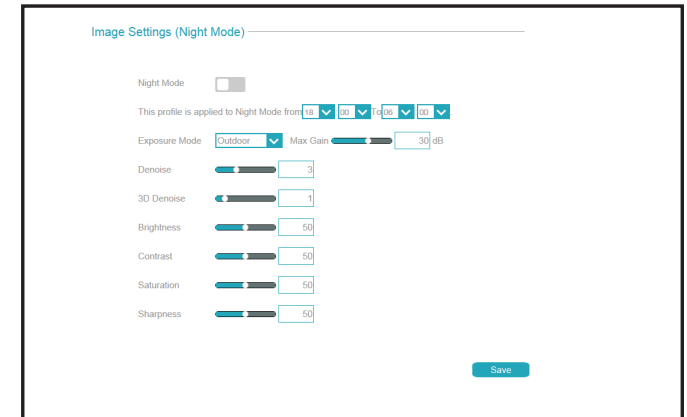 Image Settings (Night Mode)
Night Mode
This profile is applied to Night Mode from 18 00 To 06 : 00 .
Exposure Mode Outdoor Max Gain 30 dB
Denoise 3
3D Denoise 1
Brightness 50
Contrast 50
Saturation 50
Sharpness 50
Save